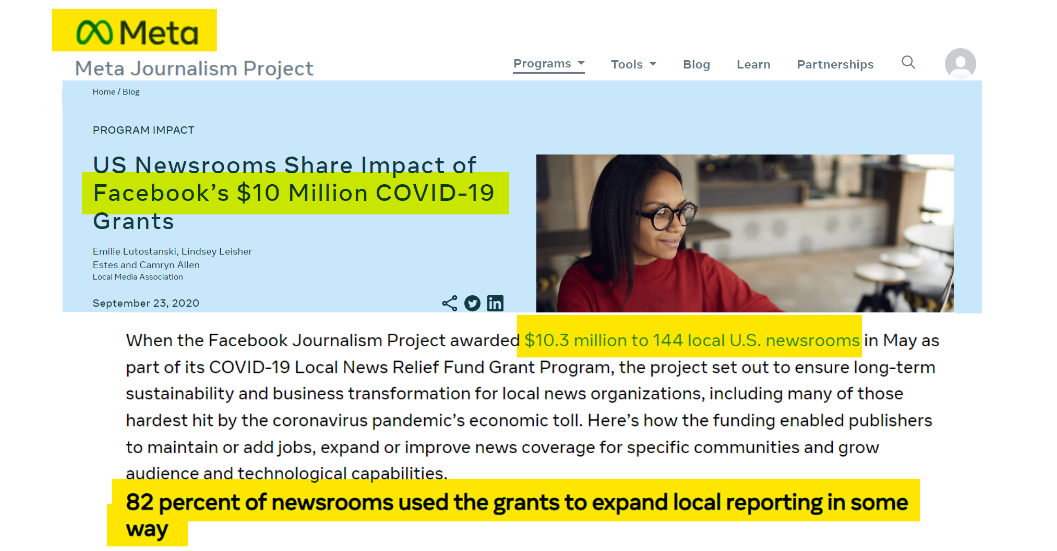 Meta
Meta Journalism Project
Programs Tools Blog Learn Partnerships
Home / Blog
PROGRAM IMPACT
US Newsrooms Share Impact of
Facebook's $10 Million COVID-19
Grants
Emilie Lutostanski, Lindsey Leisher
Estes and Camryn Allen
Local Media Association
September 23, 2020
When the Facebook Journalism Project awarded $10.3 million to 144 local U.S. newsrooms in May as
part of its COVID-19 Local News Relief Fund Grant Program, the project set out to ensure long-term
sustainability and business transformation for local news organizations, including many of those
hardest hit by the coronavirus pandemic's economic toll. Here's how the funding enabled publishers
to maintain or add jobs, expand or improve news coverage for specific communities and grow
audience and technological capabilities.
82 percent of newsrooms used the grants to expand local reporting in some
way